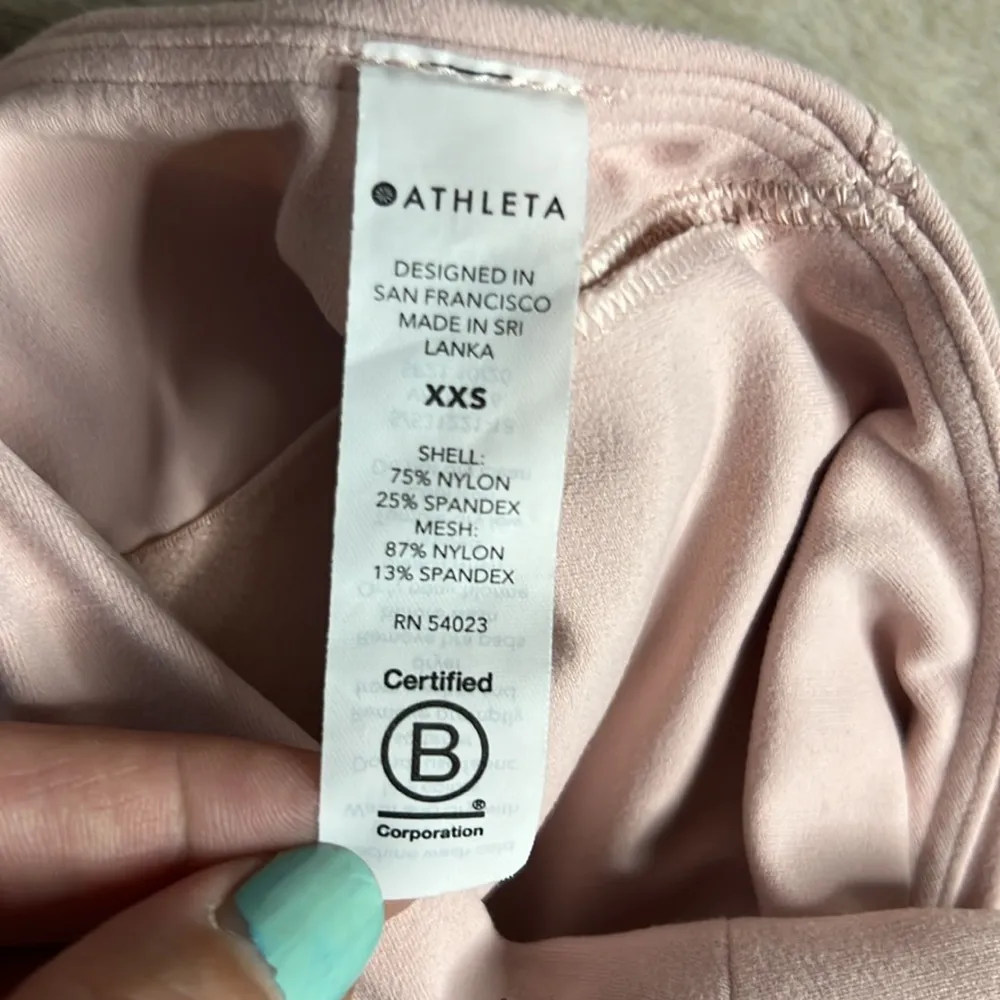 ATHLETA
DESIGNED IN
SAN FRANCISCO
MADE IN SRI
LANKA
XXS
SHELL:
75% NYLON
25% SPANDEX
MESH:
87% NYLON
13% SPANDEX
RN 54023
Certified
B
®
Corporation